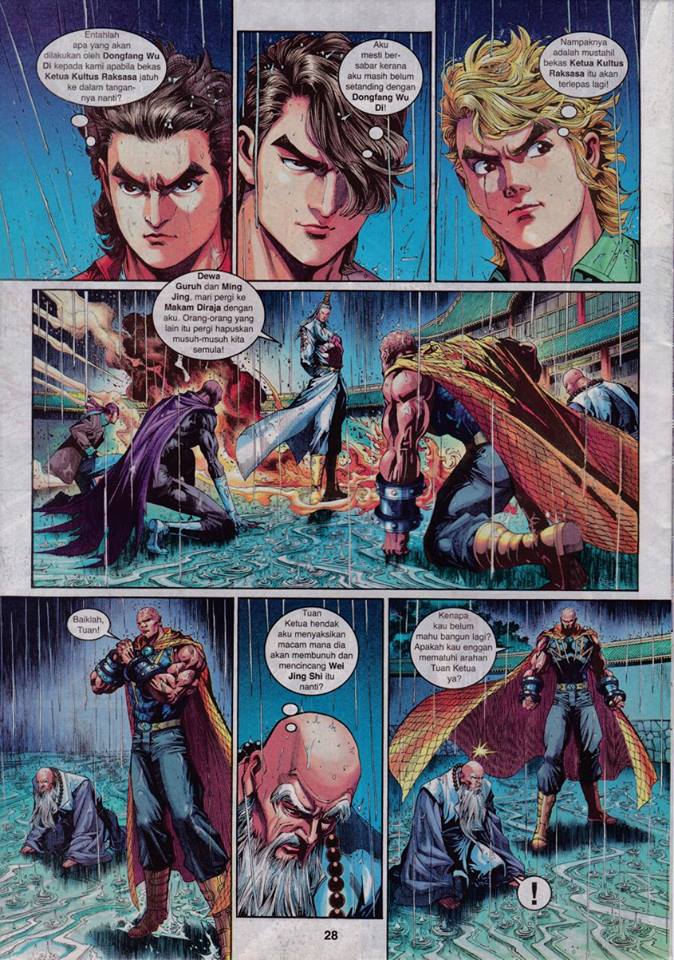 Entahlah
apa yang akan
dilakukan oleh Dongfang Wu
Di kepada kami apabila bekas
Ketua Kultus Raksasa jatuh
ke dalam tangan-
nya nanti?
Aku
mesti ber-
sabar kerana
aku masih belum
setanding dengan
Dongfang Wu
Di!
Nampaknya
adalah mustahil
bekas Ketua Kultus
Raksasa itu akan
terlepas lagi!
Dewa
Guruh dan Ming
Jing, mari pergi ke
Makam Diraja dengan
aku. Orang-orang yang
lain itu pergi hapuskan
musuh-musuh kita
semula!
Baiklah,
Tuan!
Tuan
Ketua hendak
aku menyaksikan
macam mana dia
akan membunuh dan
mencincang Wei
Jing Shi itu
nanti?
Kenapa
kau belum
mahu bangun lagi?
Apakah kau enggan
mematuhi arahan
Tuan Ketua
ya?
!
28